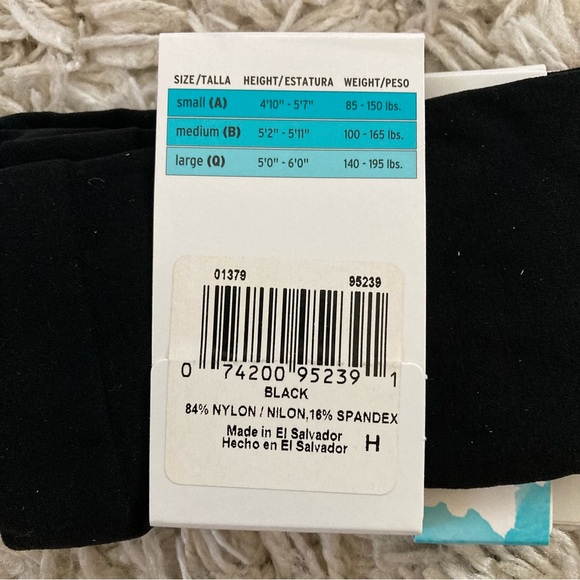 SIZE/TALLA HEIGHT/ESTATURA WEIGHT/PESO
small (A) 4'10" - 5'7" 85 - 150 lbs.
medium (B) 5'2" - 5'11" 100 - 165 lbs.
large (Q) 5'0" - 6'0" 140 - 195 lbs.
01379 95239
0 74200 95239 1
BLACK
84% NYLON / NILON,16% SPANDEX
Made in El Salvador
Hecho en El Salvador H